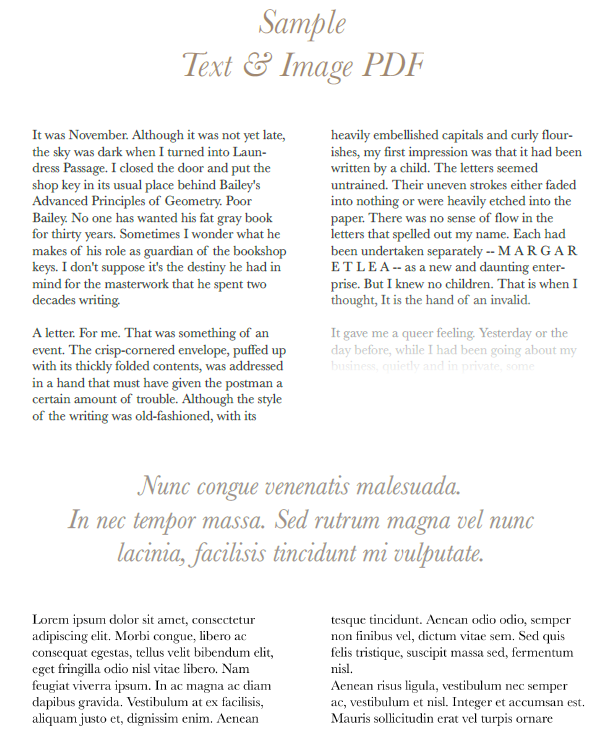 Sample
Text & Image PDF
It was November. Although it was not yet late,
the sky was dark when I turned into Laun-
dress Passage. I closed the door and put the
shop key in its usual place behind Bailey's
Advanced Principles of Geometry. Poor
Bailey. No one has wanted his fat gray book
for thirty years. Sometimes I wonder what he
makes of his role as guardian of the bookshop
keys. I don't suppose it's the destiny he had in
mind for the masterwork that he spent two
decades writing.
A letter. For me. That was something of an
event. The crisp-cornered envelope, puffed up
with its thickly folded contents, was addressed
in a hand that must have given the postman a
certain amount of trouble. Although the style
of the writing was old-fashioned, with its
heavily embellished capitals and curly flour-
ishes, my first impression was that it had been
written by a child. The letters seemed
untrained. Their uneven strokes either faded
into nothing or were heavily etched into the
paper. There was no sense of flow in the
letters that spelled out my name. Each had
been undertaken separately -- M A R G A R
E T L E A -- as a new and daunting enter-
prise. But I knew no children. That is when I
thought, It is the hand of an invalid.
It gave me a queer feeling. Yesterday or the
day before, while I had been going about my
business, quietly and in private, some
Nunc congue venenatis malesuada.
In nec tempor massa. Sed rutrum magna vel nunc
lacinia, facilisis tincidunt mi vulputate.
Lorem ipsum dolor sit amet, consectetur
adipiscing elit. Morbi congue, libero ac
consequat egestas, tellus velit bibendum elit,
eget fringilla odio nisl vitae libero. Nam
feugiat viverra ipsum. In ac magna ac diam
dapibus gravida. Vestibulum at ex facilisis,
aliquam justo et, dignissim enim. Aenean
tesque tincidunt. Aenean odio odio, semper
non finibus vel, dictum vitae sem. Sed quis
felis tristique, suscipit massa sed, fermentum
nisl.
Aenean risus ligula, vestibulum nec semper
ac, vestibulum et nisl. Integer et accumsan est.
Mauris sollicitudin erat vel turpis ornare